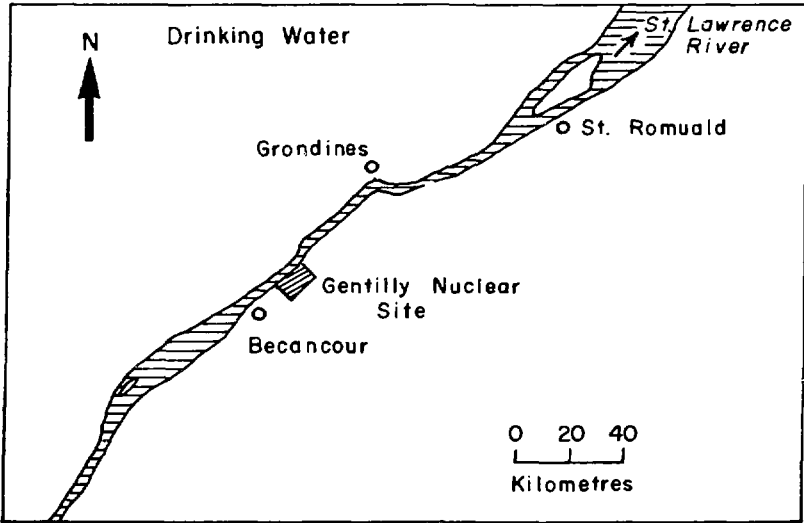 N
Drinking Water
St. Lawrence
River
St. Romuald
Grondines
Gentilly Nuclear
Site
Becancour
0 20 40
Kilometres